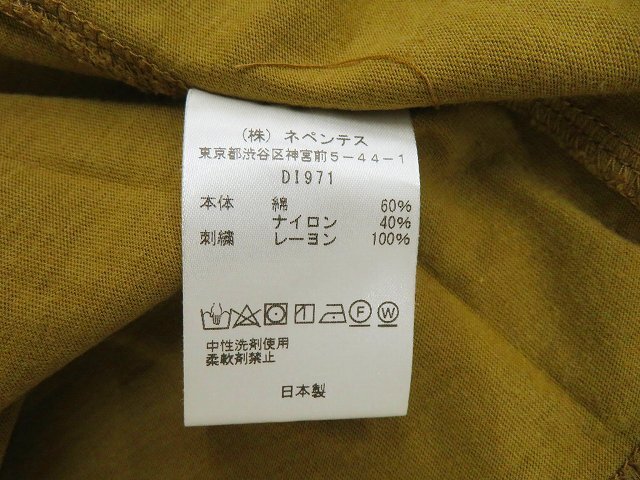 (株) ネペンテス
東京都渋谷区神宮前5-44-1
DI971
本体 綿 60%
ナイロン 40%
刺繍 レーヨン 100%
F W
中性洗剤使用
柔軟剤禁止
日本製